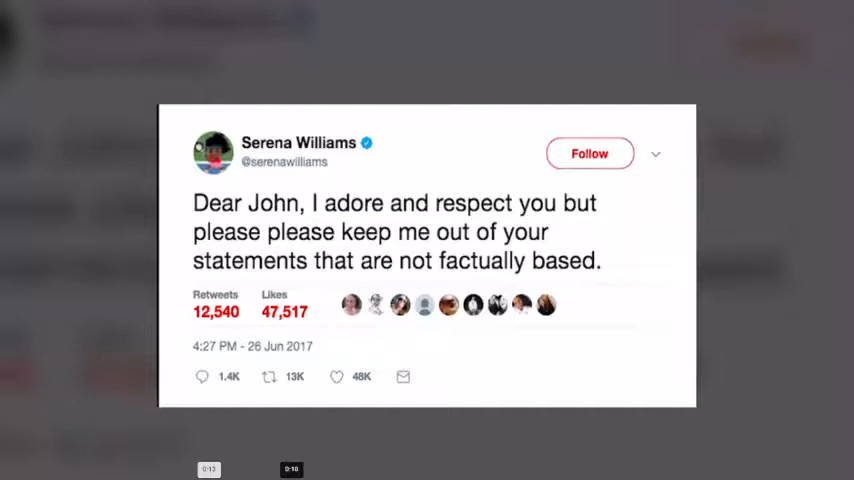 Serena Williams
@serenawilliams
Follow
Dear John, I adore and respect you but
please please keep me out of your
statements that are not factually based.
Retweets Likes
12,540 47,517
4:27 PM - 26 Jun 2017
1.4K 13K 48K
0:13 0:18